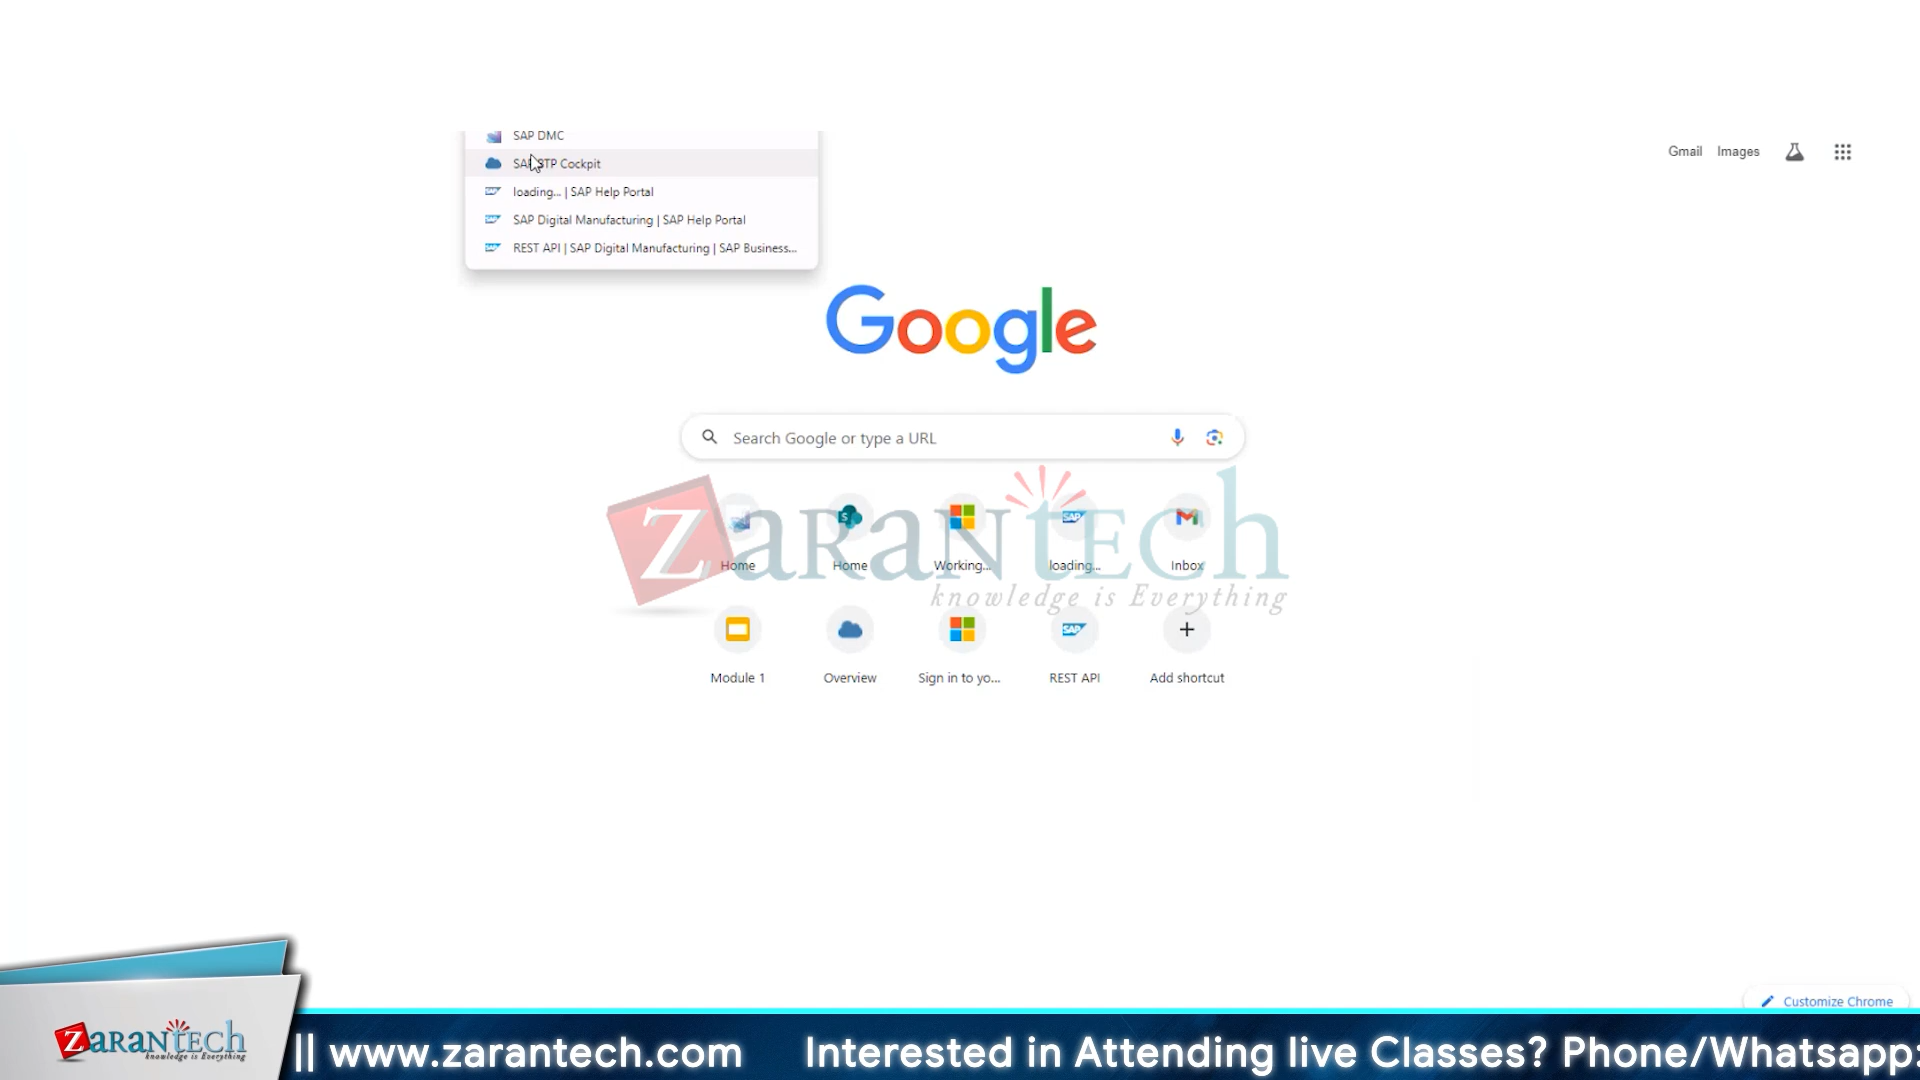 SAP DMC
SAP BTP Cockpit
loading... | SAP Help Portal
SAP Digital Manufacturing | SAP Help Portal
REST API | SAP Digital Manufacturing | SAP Business...
Gmail Images
Google
Search Google or type a URL
ZaranTech
knowledge is Everything
Home Home Working... loading... Inbox
Module 1 Overview Sign in to yo... REST API Add shortcut
Customize Chrome
ZaranTech
knowledge is Everything
|| www.zarantech.com Interested in Attending live Classes? Phone/Whatsapp: